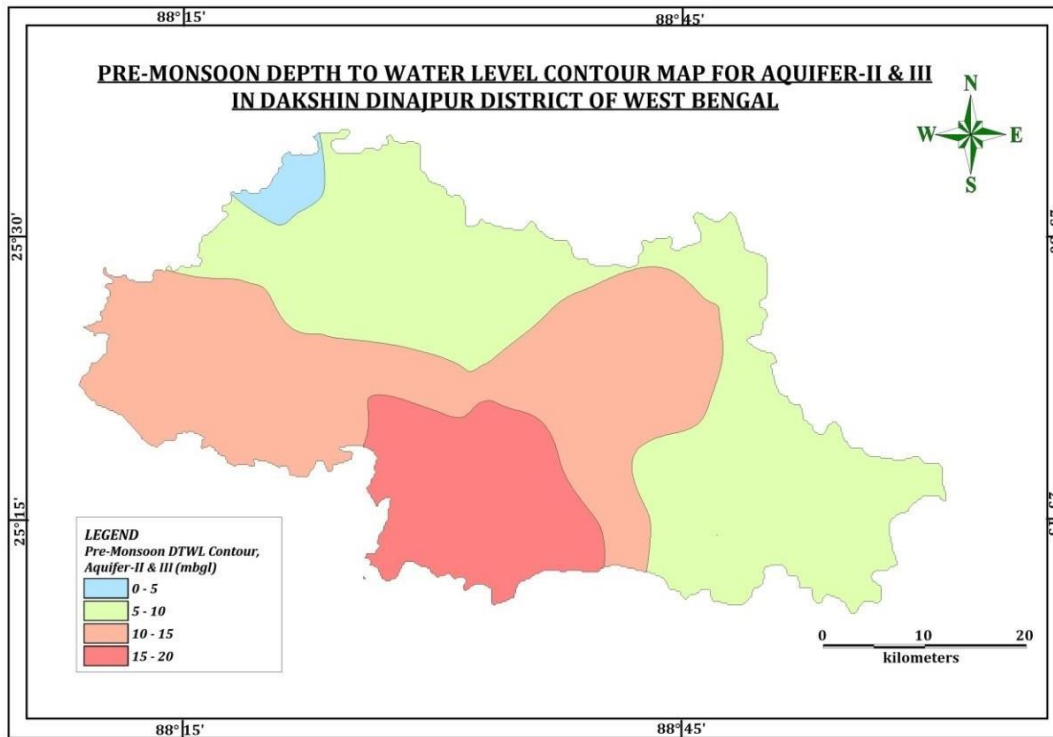 88°15'
88°45'
PRE-MONSOON DEPTH TO WATER LEVEL CONTOUR MAP FOR AQUIFER-II & III
IN DAKSHIN DINAJPUR DISTRICT OF WEST BENGAL
N
W
E
S
25°30'
25°15'
LEGEND
Pre-Monsoon DTWL Contour,
Aquifer-II & III (mbgl)
0 - 5
5 - 10
10 - 15
15 - 20
0
10
20
kilometers
88°15'
88°45'